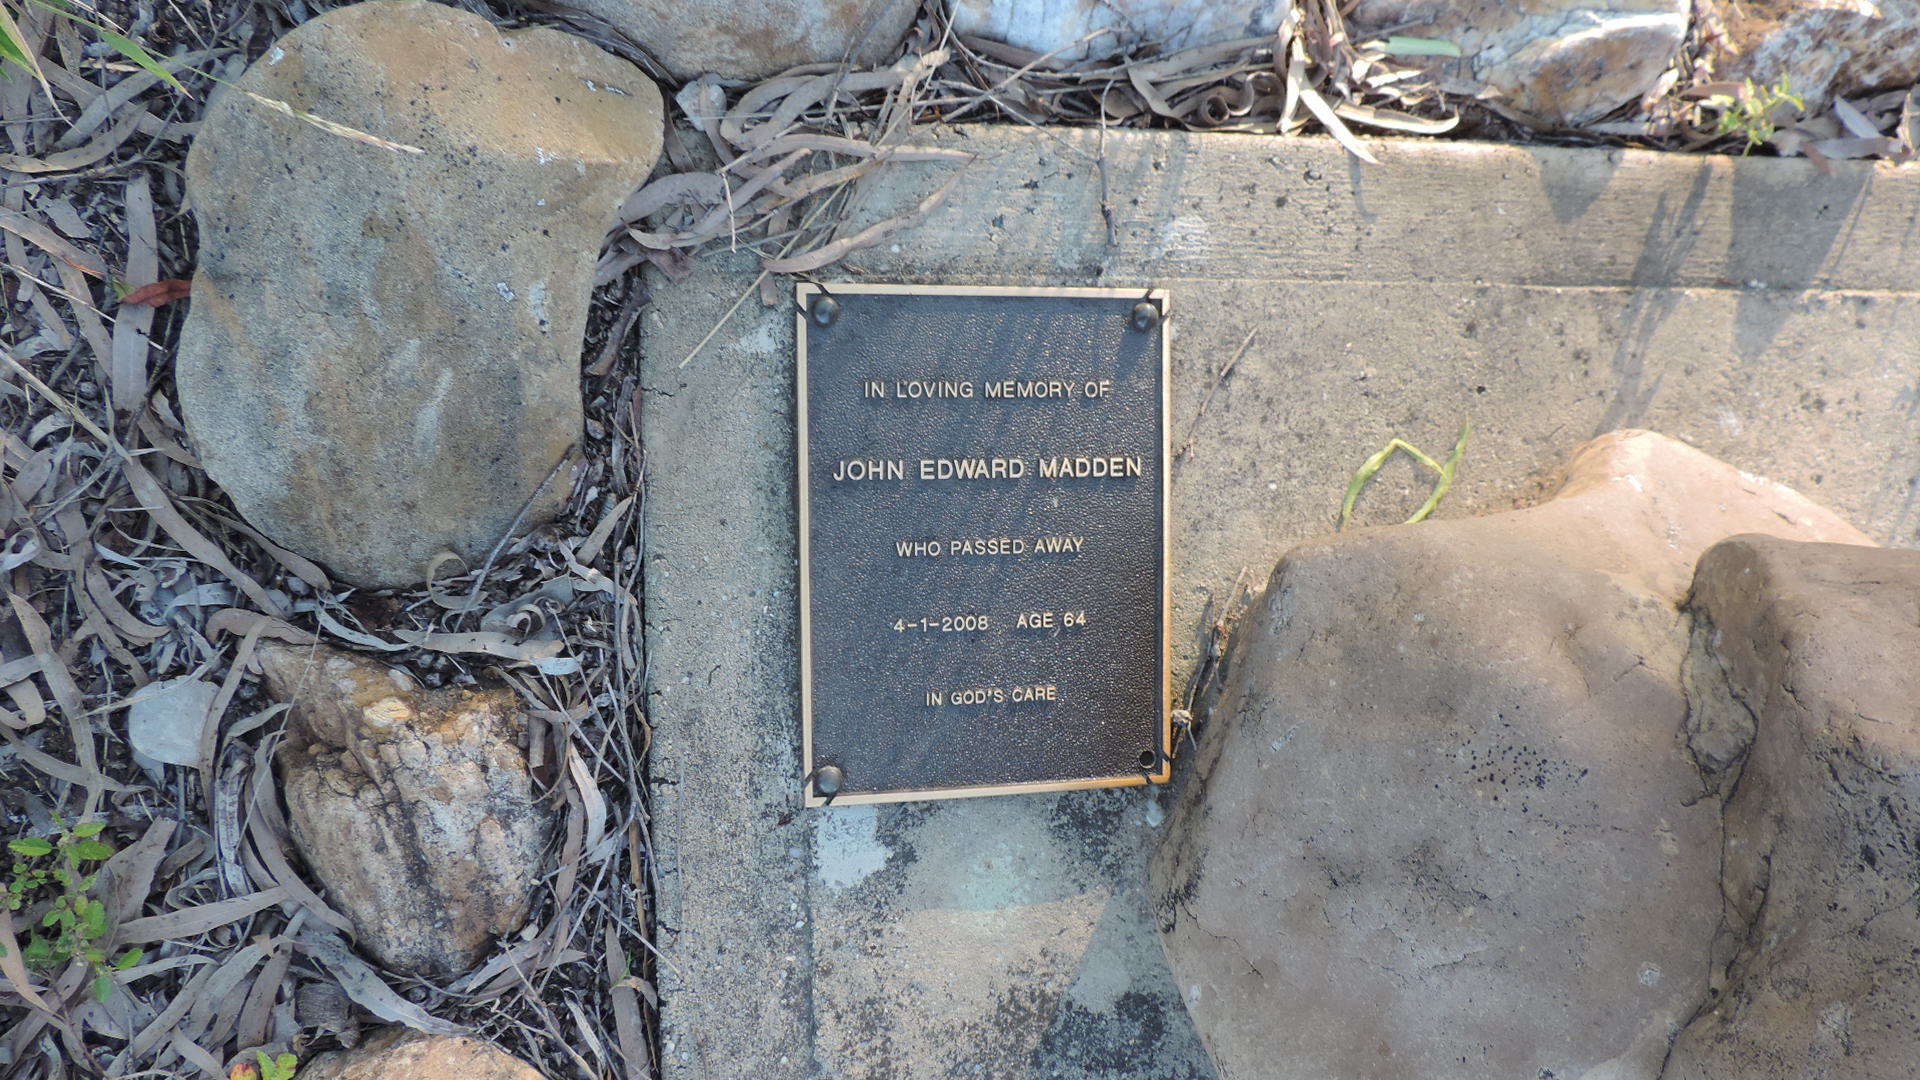 IN LOVING MEMORY OF
JOHN EDWARD MADDEN
WHO PASSED AWAY
4-1-2008 AGE 64
IN GOD'S CARE